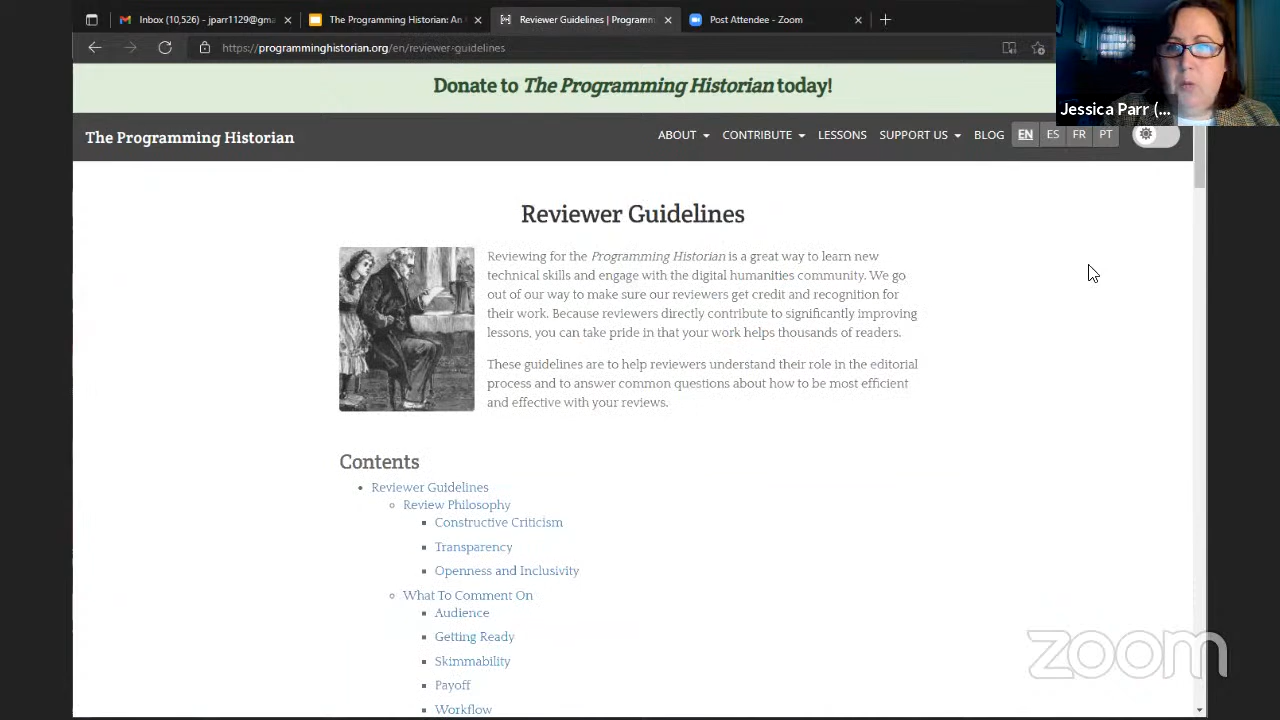 Inbox (10,526) - jparr1129@gma
The Programming Historian: An
Reviewer Guidelines | Programm
Post Attendee - Zoom
https://programminghistorian.org/en/reviewer-guidelines
Donate to The Programming Historian today!
Jessica Parr (...
The Programming Historian
ABOUT CONTRIBUTE LESSONS SUPPORT US BLOG EN ES FR PT
Reviewer Guidelines
Reviewing for the Programming Historian is a great way to learn new
technical skills and engage with the digital humanities community. We go
out of our way to make sure our reviewers get credit and recognition for
their work. Because reviewers directly contribute to significantly improving
lessons, you can take pride in that your work helps thousands of readers.
These guidelines are to help reviewers understand their role in the editorial
process and to answer common questions about how to be most efficient
and effective with your reviews.
Contents
Reviewer Guidelines
Review Philosophy
Constructive Criticism
Transparency
Openness and Inclusivity
What To Comment On
Audience
Getting Ready
Skimmability
Payoff
Workflow
zoom